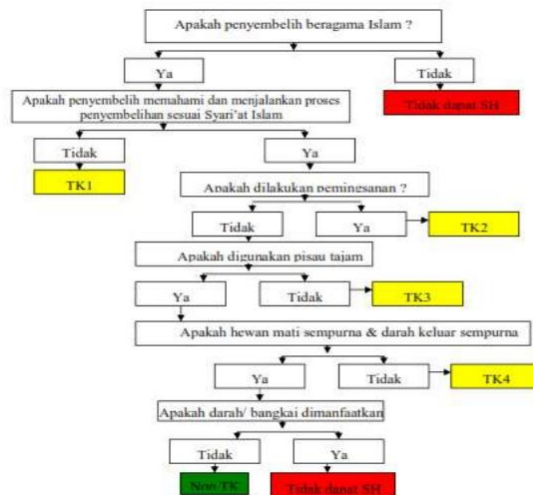 Apakah penyembelih beragama Islam ?
Ya
Tidak
Apakah penyembelih memahami dan menjalankan proses
penyembelihan sesuai Syari'at Islam
Tidak dapat SH
Tidak
Ya
TK1
Apakah dilakukan pemingsanan ?
Tidak
Ya
TK2
Apakah digunakan pisau tajam
Ya
Tidak
TK3
Apakah hewan mati sempurna & darah keluar sempurna
Ya
Tidak
TK4
Apakah darah/ bangkai dimanfaatkan
Tidak
Ya
Non TK
Tidak dapat SH